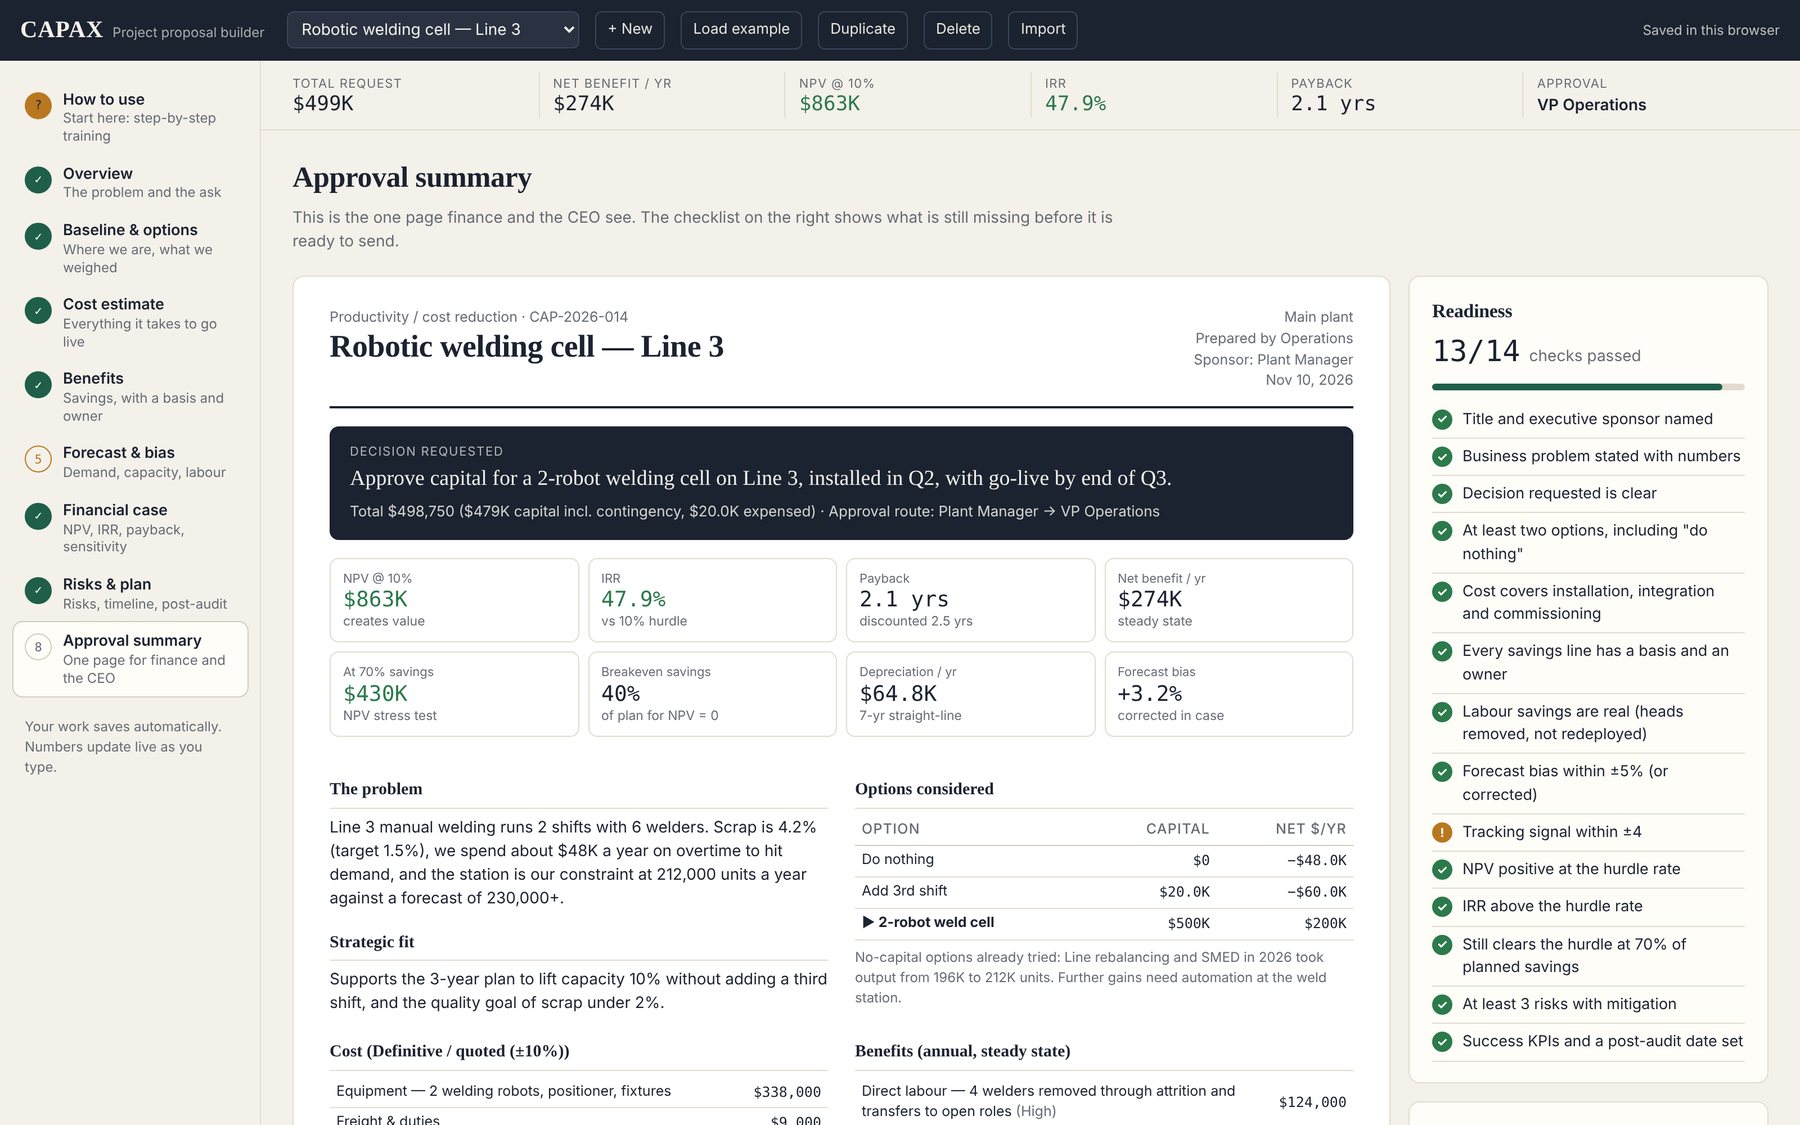 CAPAX Project proposal builder
Robotic welding cell — Line 3
+ New
Load example
Duplicate
Delete
Import
Saved in this browser
?
How to use
Start here: step-by-step
training
Overview
The problem and the ask
Baseline & options
Where we are, what we
weighed
Cost estimate
Everything it takes to go
live
Benefits
Savings, with a basis and
owner
5
Forecast & bias
Demand, capacity, labour
Financial case
NPV, IRR, payback,
sensitivity
Risks & plan
Risks, timeline, post-audit
8
Approval summary
One page for finance and
the CEO
Your work saves automatically.
Numbers update live as you
type.
TOTAL REQUEST
$499K
NET BENEFIT / YR
$274K
NPV @ 10%
$863K
IRR
47.9%
PAYBACK
2.1 yrs
APPROVAL
VP Operations
Approval summary
This is the one page finance and the CEO see. The checklist on the right shows what is still missing before it is
ready to send.
Productivity / cost reduction · CAP-2026-014
Robotic welding cell — Line 3
Main plant
Prepared by Operations
Sponsor: Plant Manager
Nov 10, 2026
DECISION REQUESTED
Approve capital for a 2-robot welding cell on Line 3, installed in Q2, with go-live by end of Q3.
Total $498,750 ($479K capital incl. contingency, $20.0K expensed) · Approval route: Plant Manager → VP Operations
NPV @ 10%
$863K
creates value
IRR
47.9%
vs 10% hurdle
Payback
2.1 yrs
discounted 2.5 yrs
Net benefit / yr
$274K
steady state
At 70% savings
$430K
NPV stress test
Breakeven savings
40%
of plan for NPV = 0
Depreciation / yr
$64.8K
7-yr straight-line
Forecast bias
+3.2%
corrected in case
The problem
Line 3 manual welding runs 2 shifts with 6 welders. Scrap is 4.2%
(target 1.5%), we spend about $48K a year on overtime to hit
demand, and the station is our constraint at 212,000 units a year
against a forecast of 230,000+.
Strategic fit
Supports the 3-year plan to lift capacity 10% without adding a third
shift, and the quality goal of scrap under 2%.
Options considered
OPTION CAPITAL NET $/YR
Do nothing $0 −$48.0K
Add 3rd shift $20.0K −$60.0K
▶ 2-robot weld cell $500K $200K
No-capital options already tried: Line rebalancing and SMED in 2026 took
output from 196K to 212K units. Further gains need automation at the weld
station.
Cost (Definitive / quoted (±10%))
Equipment — 2 welding robots, positioner, fixtures $338,000
Freight & duties $9,000
Benefits (annual, steady state)
Direct labour — 4 welders removed through attrition and
transfers to open roles (High) $124,000
Readiness
13/14 checks passed
Title and executive sponsor named
Business problem stated with numbers
Decision requested is clear
At least two options, including "do
nothing"
Cost covers installation, integration
and commissioning
Every savings line has a basis and an
owner
Labour savings are real (heads
removed, not redeployed)
Forecast bias within ±5% (or
corrected)
! Tracking signal within ±4
NPV positive at the hurdle rate
IRR above the hurdle rate
Still clears the hurdle at 70% of
planned savings
At least 3 risks with mitigation
Success KPIs and a post-audit date set